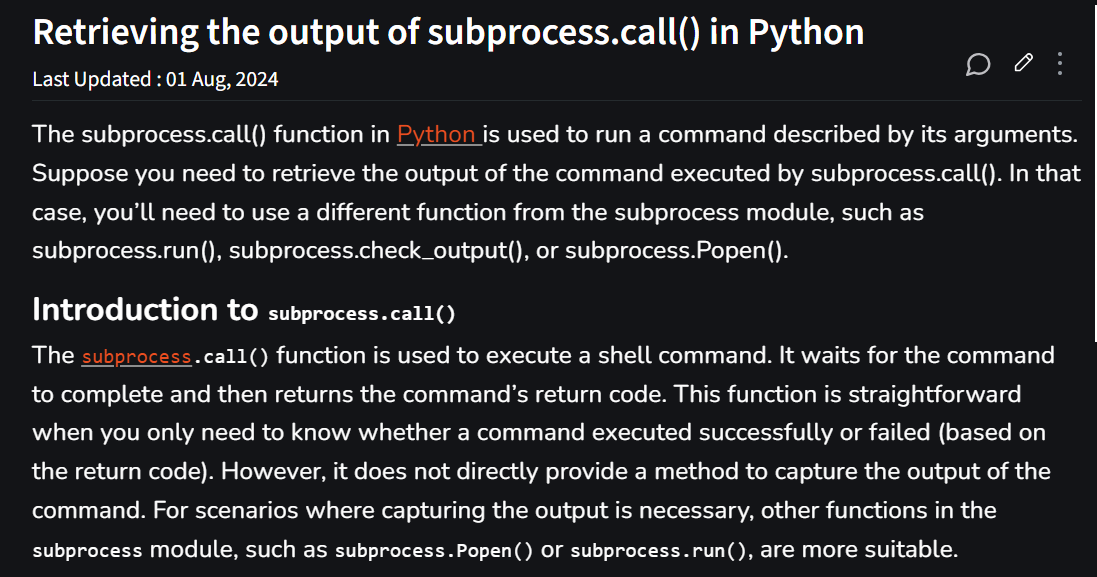 Retrieving the output of subprocess.call() in Python
Last Updated : 01 Aug, 2024
The subprocess.call() function in Python is used to run a command described by its arguments.
Suppose you need to retrieve the output of the command executed by subprocess.call(). In that
case, you’ll need to use a different function from the subprocess module, such as
subprocess.run(), subprocess.check_output(), or subprocess.Popen().
Introduction to subprocess.call()
The subprocess.call() function is used to execute a shell command. It waits for the command
to complete and then returns the command’s return code. This function is straightforward
when you only need to know whether a command executed successfully or failed (based on
the return code). However, it does not directly provide a method to capture the output of the
command. For scenarios where capturing the output is necessary, other functions in the
subprocess module, such as subprocess.Popen() or subprocess.run(), are more suitable.